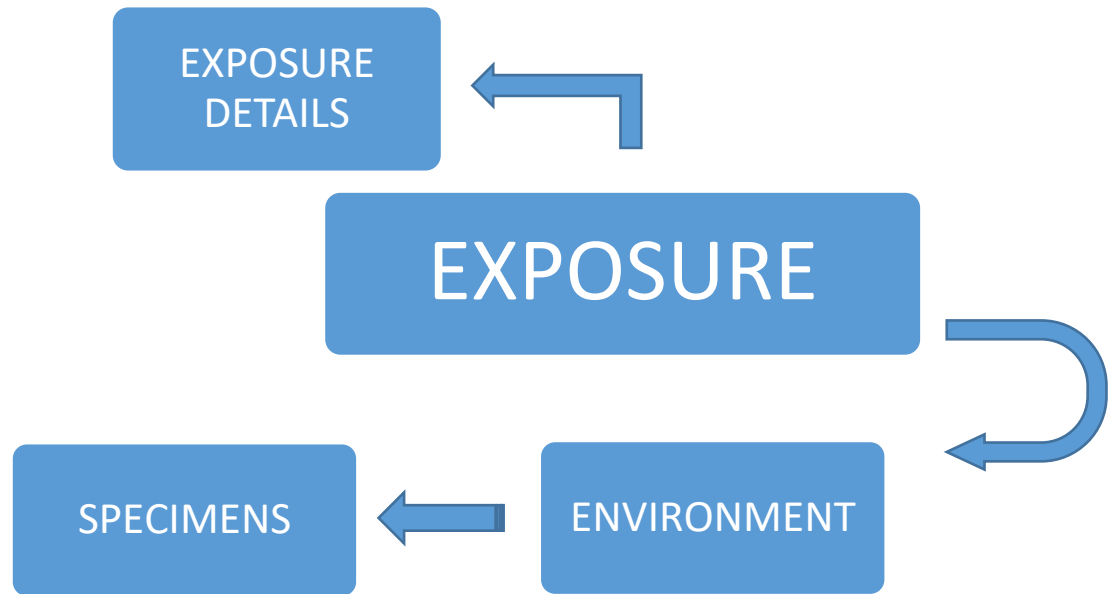 EXPOSURE
DETAILS
EXPOSURE
SPECIMENS
ENVIRONMENT